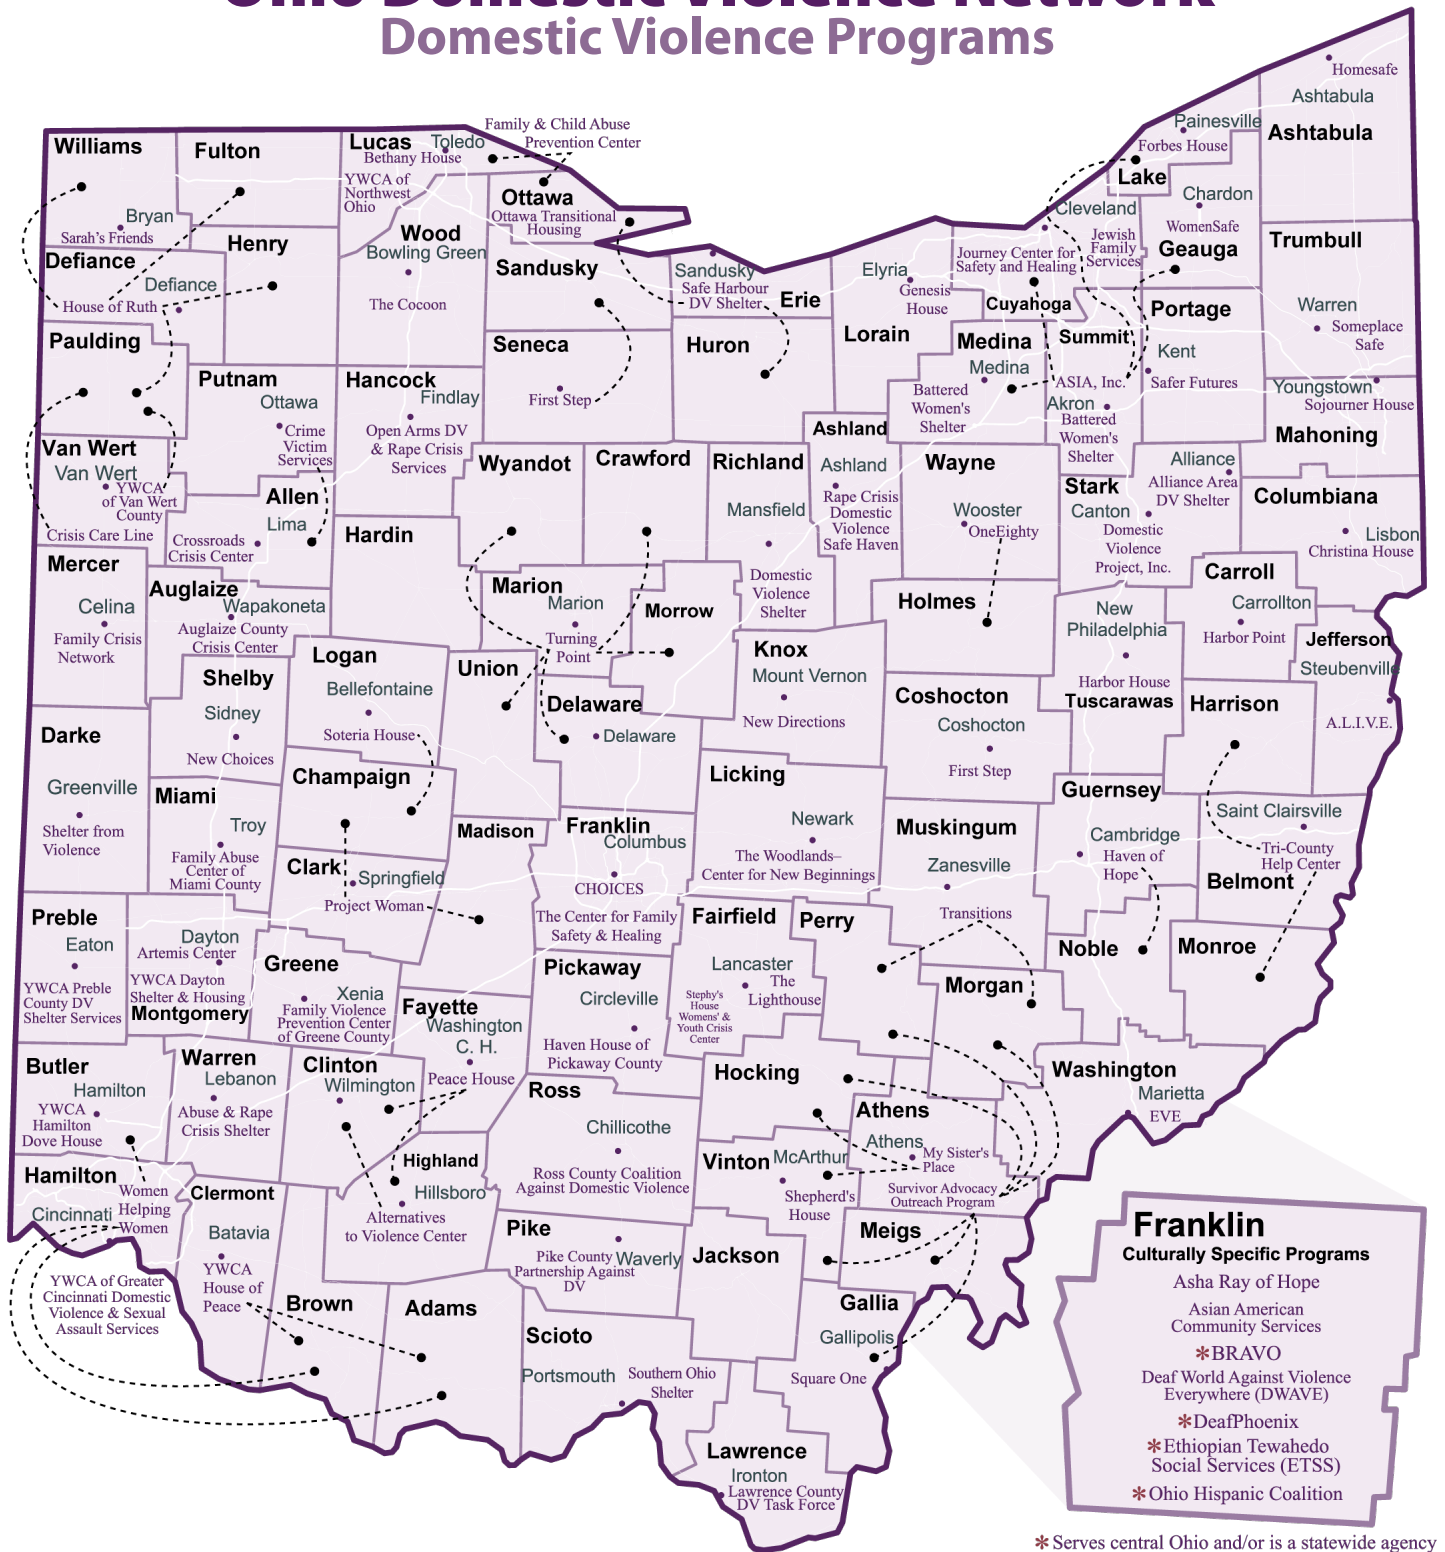 Ohio Domestic Violence Network
Domestic Violence Programs
Homesafe
Ashtabula
Ashtabula
Painesville
Forbes House
Lake
Chardon
WomenSafe
Geauga
Williams
Bryan
Sarah's Friends
Fulton
Lucas
Toledo
Bethany House
YWCA of
Northwest
Ohio
Family & Child Abuse
Prevention Center
Ottawa
Ottawa Transitional
Housing
Wood
Bowling Green
The Cocoon
Henry
Defiance
Defiance
House of Ruth
Sandusky
Sandusky
Safe Harbour
DV Shelter
Erie
Elyria
Genesis
House
Lorain
Cleveland
Jewish
Family
Services
Journey Center for
Safety and Healing
Cuyahoga
Trumbull
Warren
Someplace
Safe
Portage
Kent
Safer Futures
Summit
ASIA, Inc.
Akron
Battered
Women's
Shelter
Medina
Medina
Battered
Women's
Shelter
Youngstown
Sojourner House
Mahoning
Paulding
Putnam
Ottawa
Crime
Victim
Services
Hancock
Findlay
Open Arms DV
& Rape Crisis
Services
Seneca
First Step
Huron
Ashland
Ashland
Rape Crisis
Domestic
Violence
Safe Haven
Van Wert
Van Wert
YWCA
of Van Wert
County
Crisis Care Line
Allen
Lima
Crossroads
Crisis Center
Hardin
Wyandot
Crawford
Richland
Mansfield
Domestic
Violence
Shelter
Wayne
Wooster
OneEighty
Stark
Canton
Domestic
Violence
Project, Inc.
Alliance
Alliance Area
DV Shelter
Columbiana
Lisbon
Christina House
Mercer
Celina
Family Crisis
Network
Auglaize
Wapakoneta
Auglaize County
Crisis Center
Marion
Marion
Turning
Point
Morrow
Holmes
New
Philadelphia
Harbor House
Tuscarawas
Carroll
Carrollton
Harbor Point
Jefferson
Steubenville
A.L.I.V.E.
Shelby
Sidney
New Choices
Logan
Bellefontaine
Soteria House
Union
Delaware
Delaware
Knox
Mount Vernon
New Directions
Coshocton
Coshocton
First Step
Harrison
Darke
Greenville
Shelter from
Violence
Miami
Troy
Family Abuse
Center of
Miami County
Champaign
Licking
Newark
The Woodlands–
Center for New Beginnings
Guernsey
Cambridge
Haven of
Hope
Saint Clairsville
Tri-County
Help Center
Belmont
Clark
Springfield
Project Woman
Madison
Franklin
Columbus
CHOICES
The Center for Family
Safety & Healing
Muskingum
Zanesville
Transitions
Preble
Eaton
YWCA Preble
County DV
Shelter Services
Dayton
Artemis Center
YWCA Dayton
Shelter & Housing
Montgomery
Greene
Xenia
Family Violence
Prevention Center
of Greene County
Fayette
Washington
C. H.
Peace House
Pickaway
Circleville
Haven House of
Pickaway County
Fairfield
Lancaster
The
Lighthouse
Stephy's
House
Womens' &
Youth Crisis
Center
Perry
Morgan
Noble
Monroe
Butler
Hamilton
YWCA
Hamilton
Dove House
Warren
Lebanon
Abuse & Rape
Crisis Shelter
Clinton
Wilmington
Ross
Chillicothe
Ross County Coalition
Against Domestic Violence
Hocking
Athens
Athens
My Sister's
Place
Survivor Advocacy
Outreach Program
Washington
Marietta
EVE
Hamilton
Cincinnati
Women
Helping
Women
YWCA of Greater
Cincinnati Domestic
Violence & Sexual
Assault Services
Clermont
Batavia
YWCA
House of
Peace
Highland
Hillsboro
Alternatives
to Violence Center
Vinton
McArthur
Shepherd's
House
Meigs
Brown
Adams
Pike
Waverly
Pike County
Partnership Against
DV
Jackson
Gallia
Gallipolis
Square One
Scioto
Portsmouth
Southern Ohio
Shelter
Lawrence
Ironton
Lawrence County
DV Task Force
Franklin
Culturally Specific Programs
Asha Ray of Hope
Asian American
Community Services
*BRAVO
Deaf World Against Violence
Everywhere (DWAVE)
*DeafPhoenix
*Ethiopian Tewahedo
Social Services (ETSS)
*Ohio Hispanic Coalition
*Serves central Ohio and/or is a statewide agency